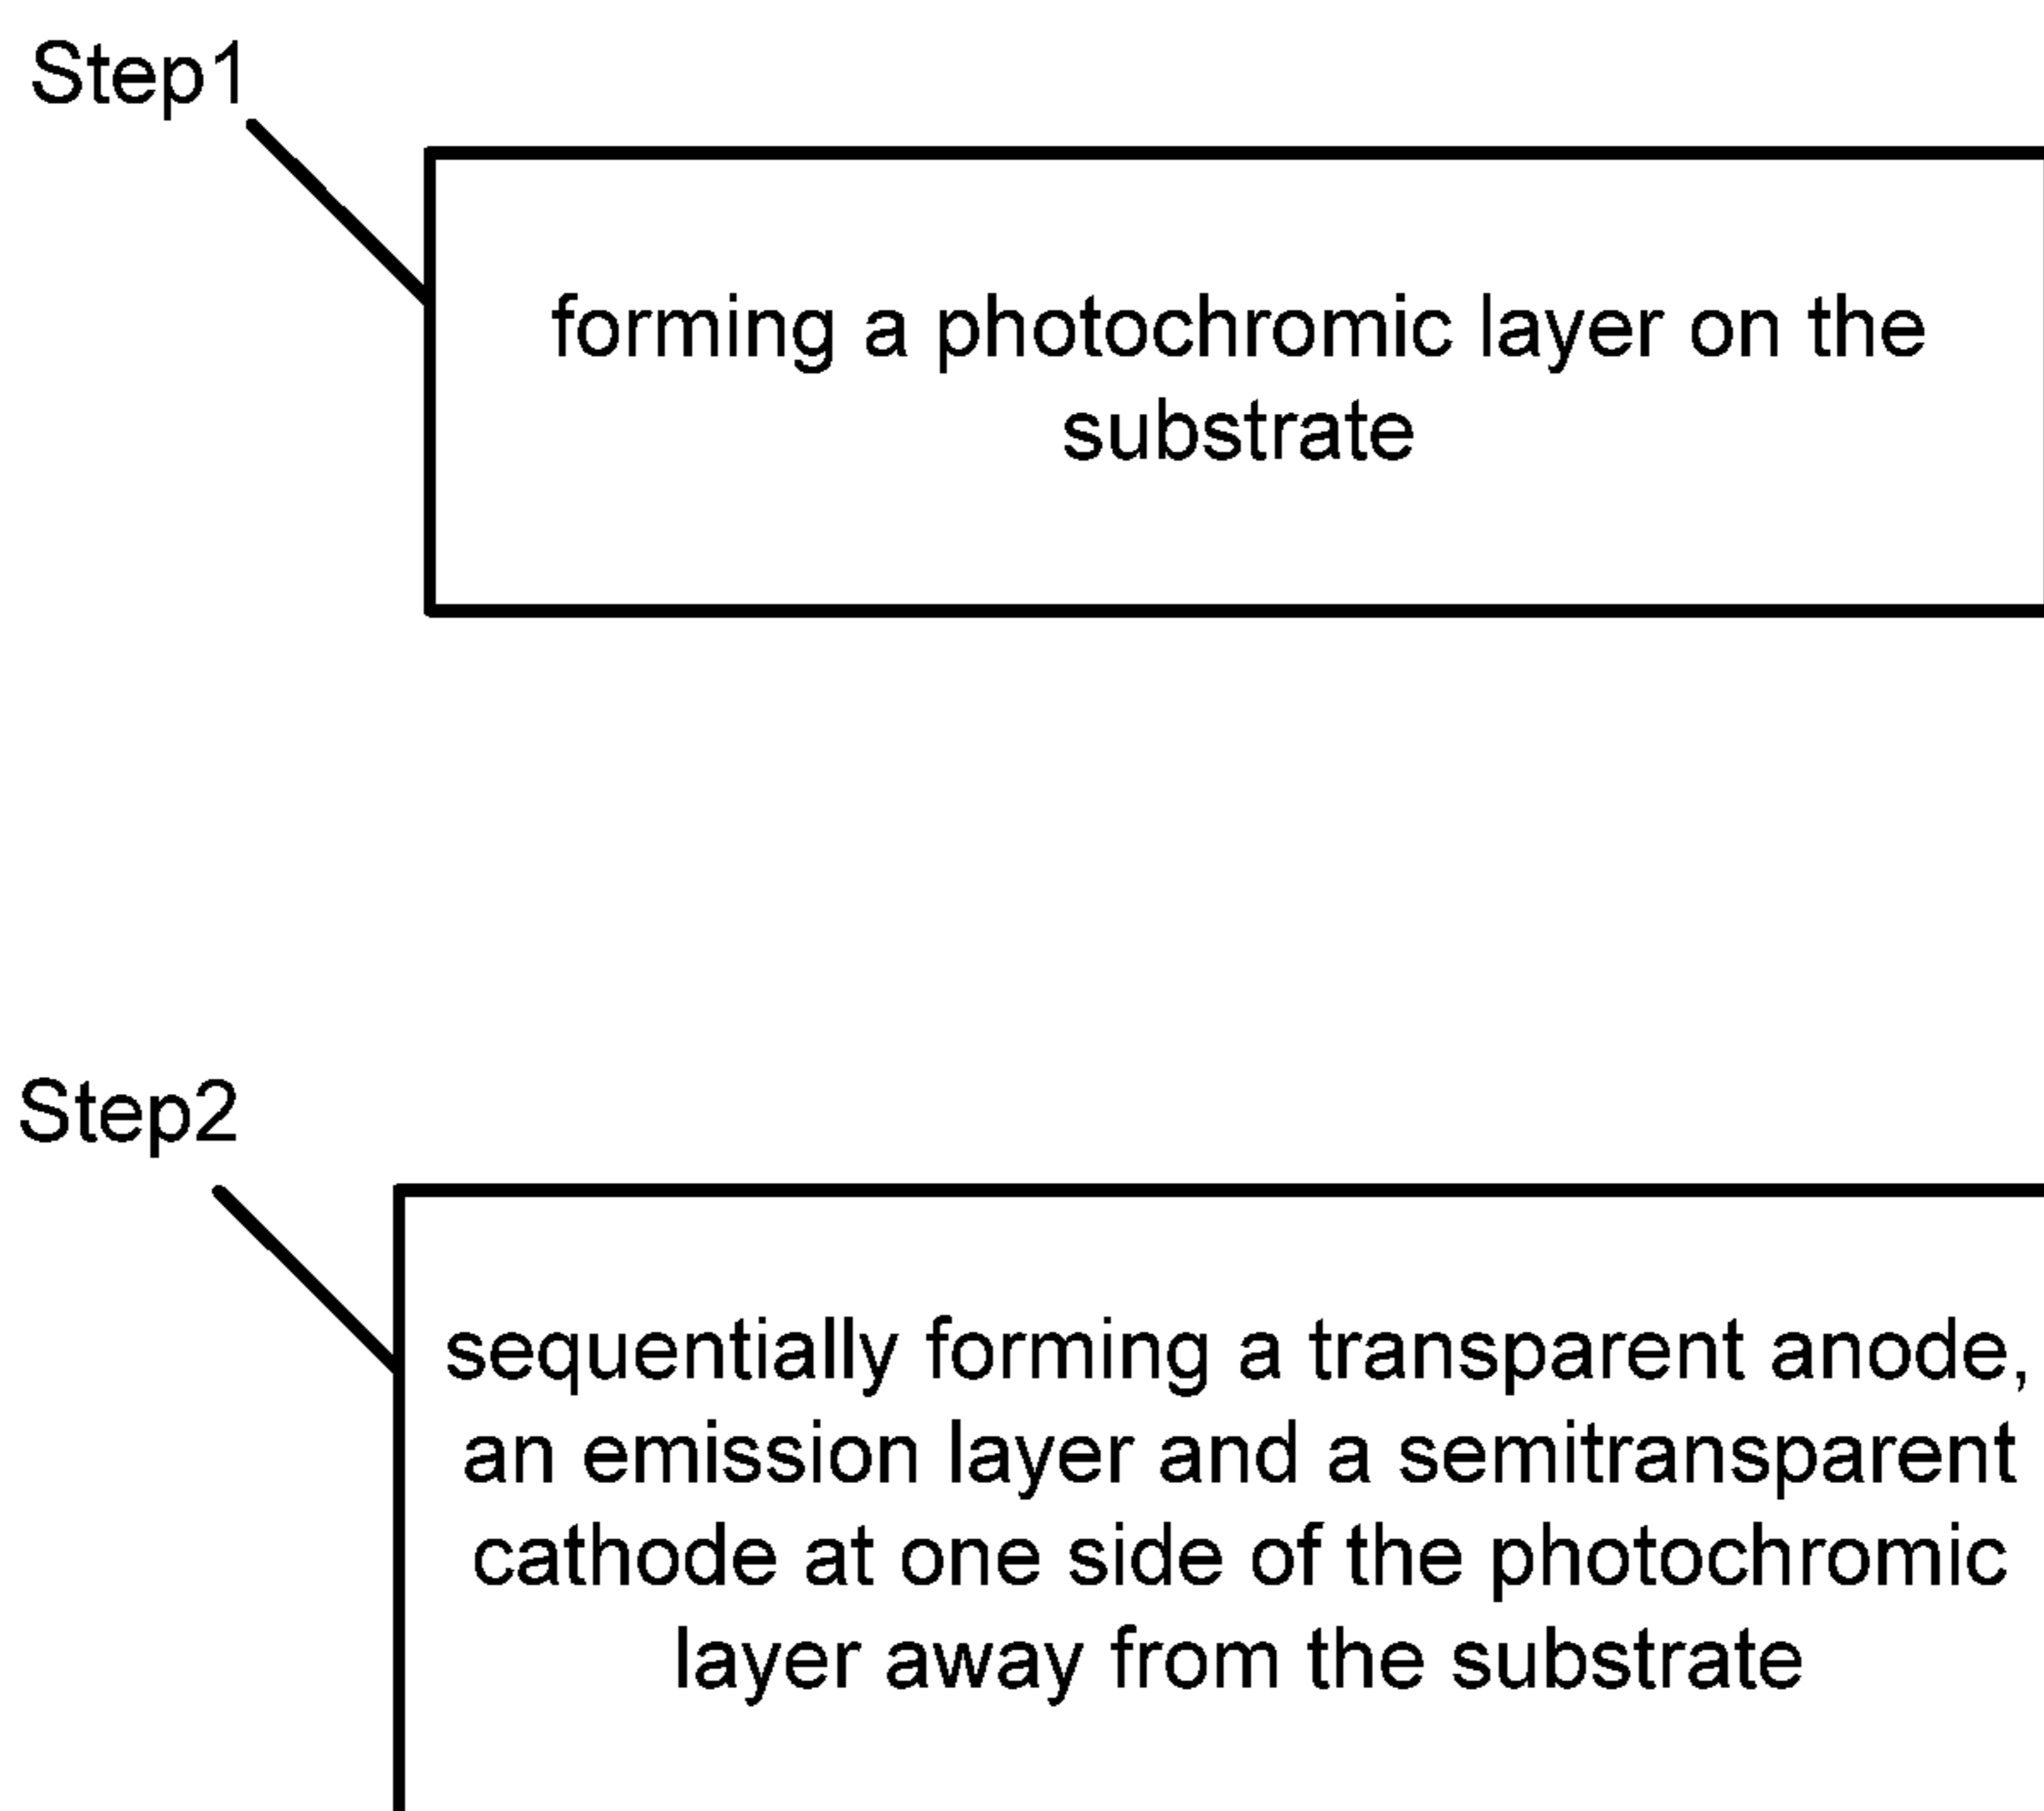 Step1
forming a photochromic layer on the
substrate
Step2
sequentially forming a transparent anode,
an emission layer and a semitransparent
cathode at one side of the photochromic
layer away from the substrate